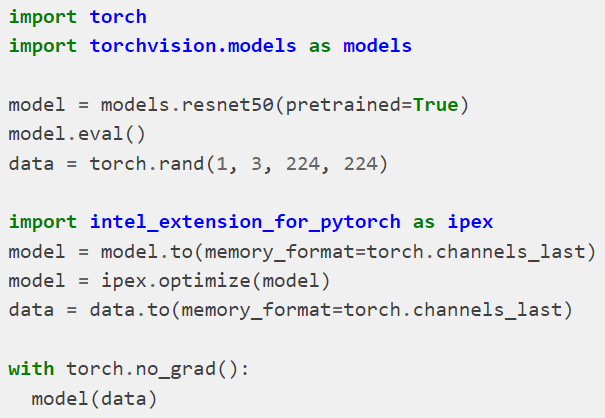 import torch
import torchvision.models as models
model = models.resnet50(pretrained=True)
model.eval()
data = torch.rand(1, 3, 224, 224)
import intel_extension_for_pytorch as ipex
model = model.to(memory_format=torch.channels_last)
model = ipex.optimize(model)
data = data.to(memory_format=torch.channels_last)
with torch.no_grad():
  model(data)